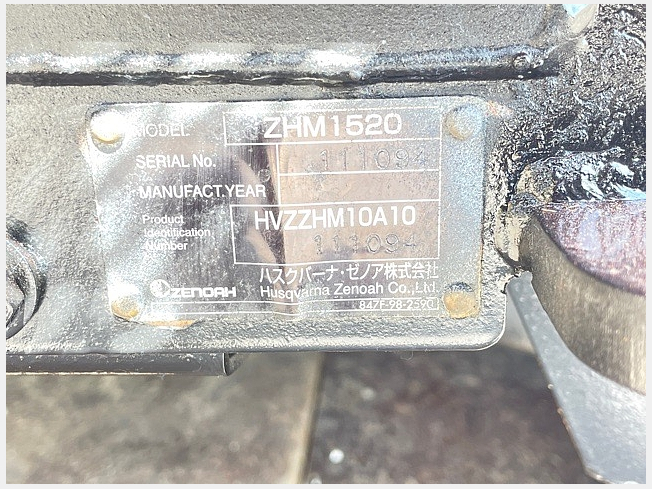 MODEL ZHM1520
SERIAL No. 111094
MANUFACT.YEAR
Product
Identification
Number
HVZZHM10A10
111094
ハスクバーナ・ゼノア株式会社
ZENOAH Husqvarna Zenoah Co.,Ltd.
847F-98-2590